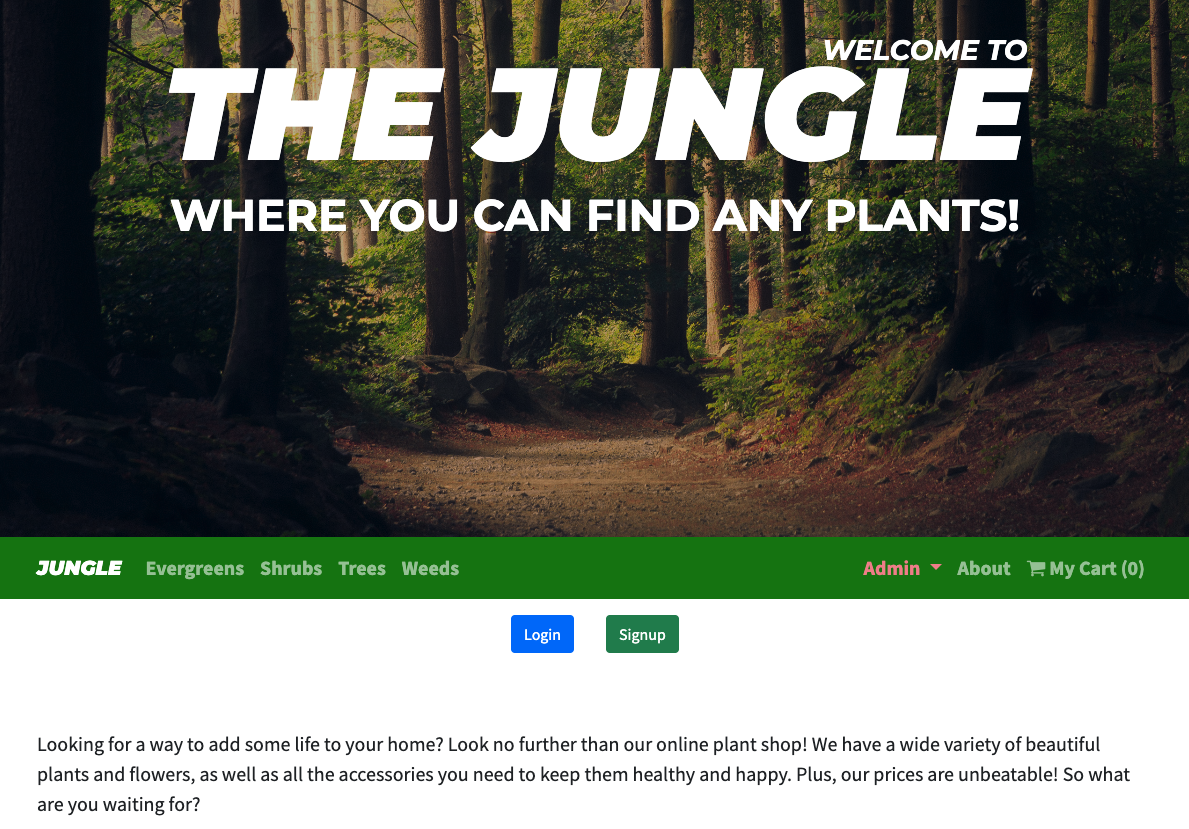 WELCOME TO
THE JUNGLE
WHERE YOU CAN FIND ANY PLANTS!
JUNGLE Evergreens Shrubs Trees Weeds Admin About My Cart (0)
Login Signup
Looking for a way to add some life to your home? Look no further than our online plant shop! We have a wide variety of beautiful
plants and flowers, as well as all the accessories you need to keep them healthy and happy. Plus, our prices are unbeatable! So what
are you waiting for?